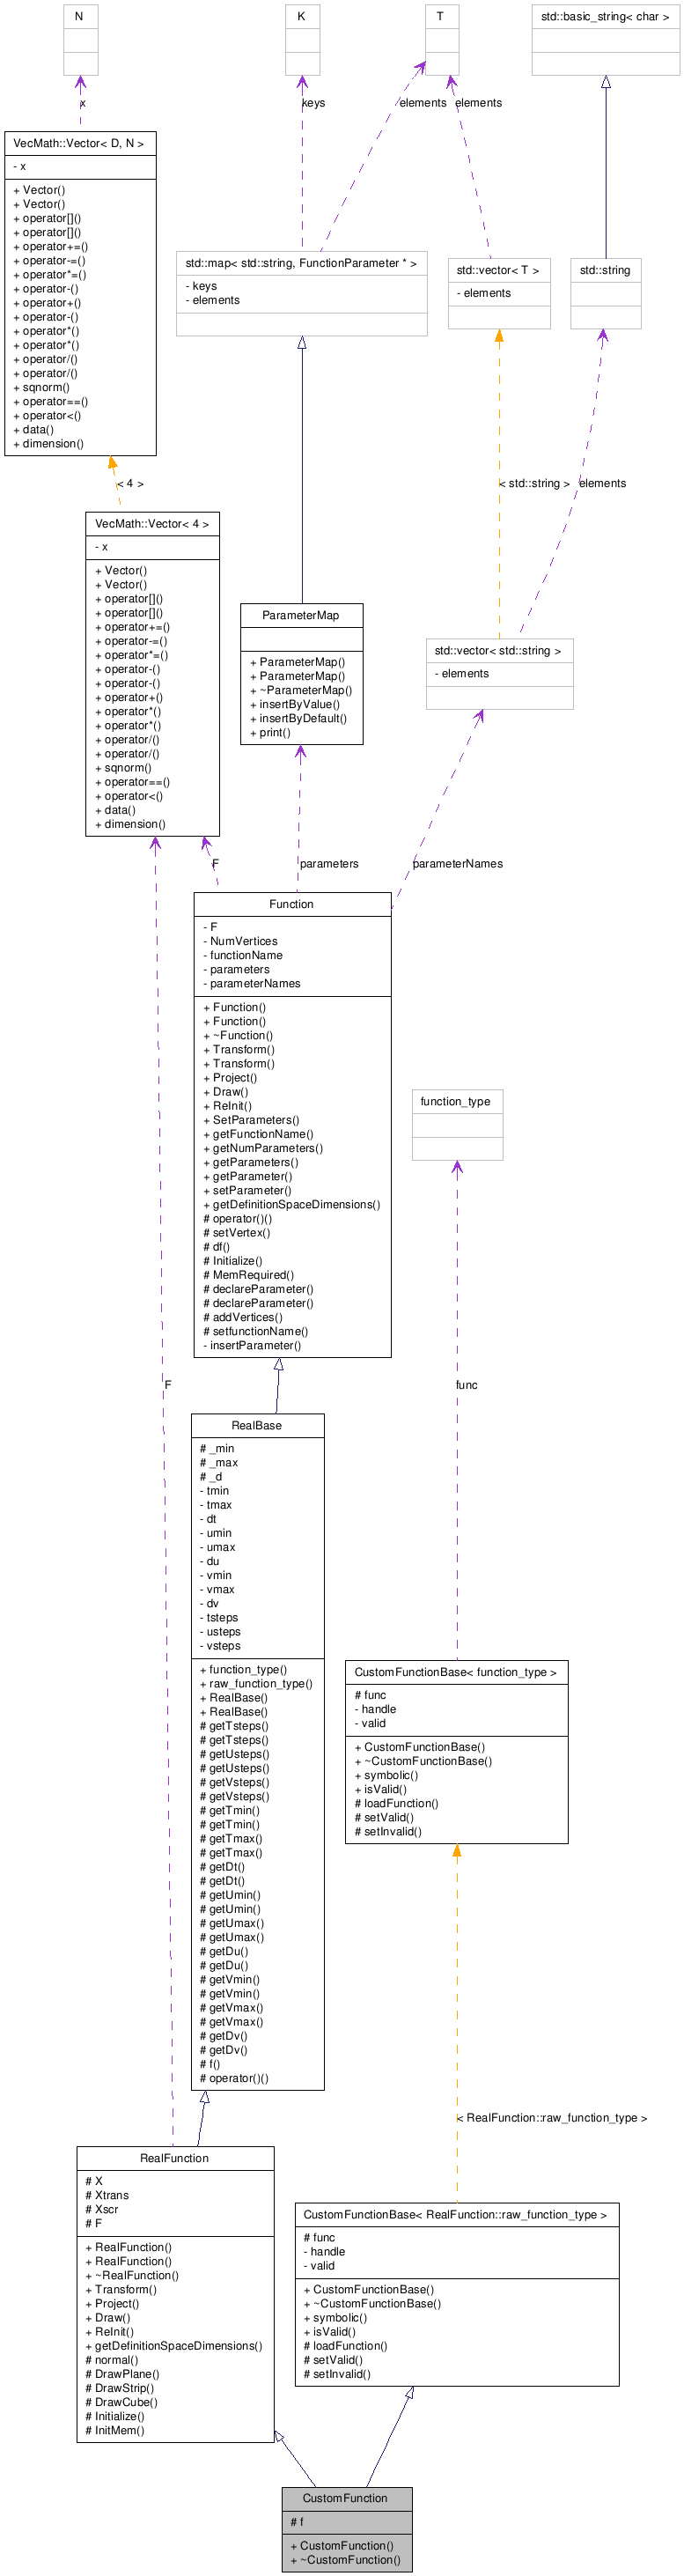 N
K
T
std::basic_string< char >
x
keys
elements
elements
VecMath::Vector< D, N >
- x
+ Vector()
+ Vector()
+ operator[]()
+ operator[]()
+ operator+=()
+ operator-=()
+ operator*=()
+ operator-()
+ operator+()
+ operator-()
+ operator*()
+ operator*()
+ operator/()
+ operator/()
+ sqnorm()
+ operator==()
+ operator<()
+ data()
+ dimension()
std::map< std::string, FunctionParameter * >
- keys
- elements
std::vector< T >
- elements
std::string
< 4 >
< std::string >
elements
VecMath::Vector< 4 >
- x
+ Vector()
+ Vector()
+ operator[]()
+ operator[]()
+ operator+=()
+ operator-=()
+ operator*=()
+ operator-()
+ operator-()
+ operator+()
+ operator*()
+ operator*()
+ operator/()
+ operator/()
+ sqnorm()
+ operator==()
+ operator<()
+ data()
+ dimension()
ParameterMap
+ ParameterMap()
+ ParameterMap()
+ ~ParameterMap()
+ insertByValue()
+ insertByDefault()
+ print()
std::vector< std::string >
- elements
F
parameters
parameterNames
Function
- F
- NumVertices
- functionName
- parameters
- parameterNames
+ Function()
+ Function()
+ ~Function()
+ Transform()
+ Transform()
+ Project()
+ Draw()
+ ReInit()
+ SetParameters()
+ getFunctionName()
+ getNumParameters()
+ getParameters()
+ getParameter()
+ setParameter()
+ getDefinitionSpaceDimensions()
# operator()()
# setVertex()
# df()
# Initialize()
# MemRequired()
# declareParameter()
# declareParameter()
# addVertices()
# setfunctionName()
- insertParameter()
function_type
F
func
RealBase
# _min
# _max
# _d
- tmin
- tmax
- dt
- umin
- umax
- du
- vmin
- vmax
- dv
- tsteps
- usteps
- vsteps
+ function_type()
+ raw_function_type()
+ RealBase()
+ RealBase()
# getTsteps()
# getTsteps()
# getUsteps()
# getUsteps()
# getVsteps()
# getVsteps()
# getTmin()
# getTmin()
# getTmax()
# getTmax()
# getDt()
# getDt()
# getUmin()
# getUmin()
# getUmax()
# getUmax()
# getDu()
# getDu()
# getVmin()
# getVmin()
# getVmax()
# getVmax()
# getDv()
# getDv()
# f()
# operator()()
CustomFunctionBase< function_type >
# func
- handle
- valid
+ CustomFunctionBase()
+ ~CustomFunctionBase()
+ symbolic()
+ isValid()
# loadFunction()
# setValid()
# setInvalid()
< RealFunction::raw_function_type >
RealFunction
# X
# Xtrans
# Xscr
# F
+ RealFunction()
+ RealFunction()
+ ~RealFunction()
+ Transform()
+ Project()
+ Draw()
+ ReInit()
+ getDefinitionSpaceDimensions()
# normal()
# DrawPlane()
# DrawStrip()
# DrawCube()
# Initialize()
# InitMem()
CustomFunctionBase< RealFunction::raw_function_type >
# func
- handle
- valid
+ CustomFunctionBase()
+ ~CustomFunctionBase()
+ symbolic()
+ isValid()
# loadFunction()
# setValid()
# setInvalid()
CustomFunction
# f
+ CustomFunction()
+ ~CustomFunction()